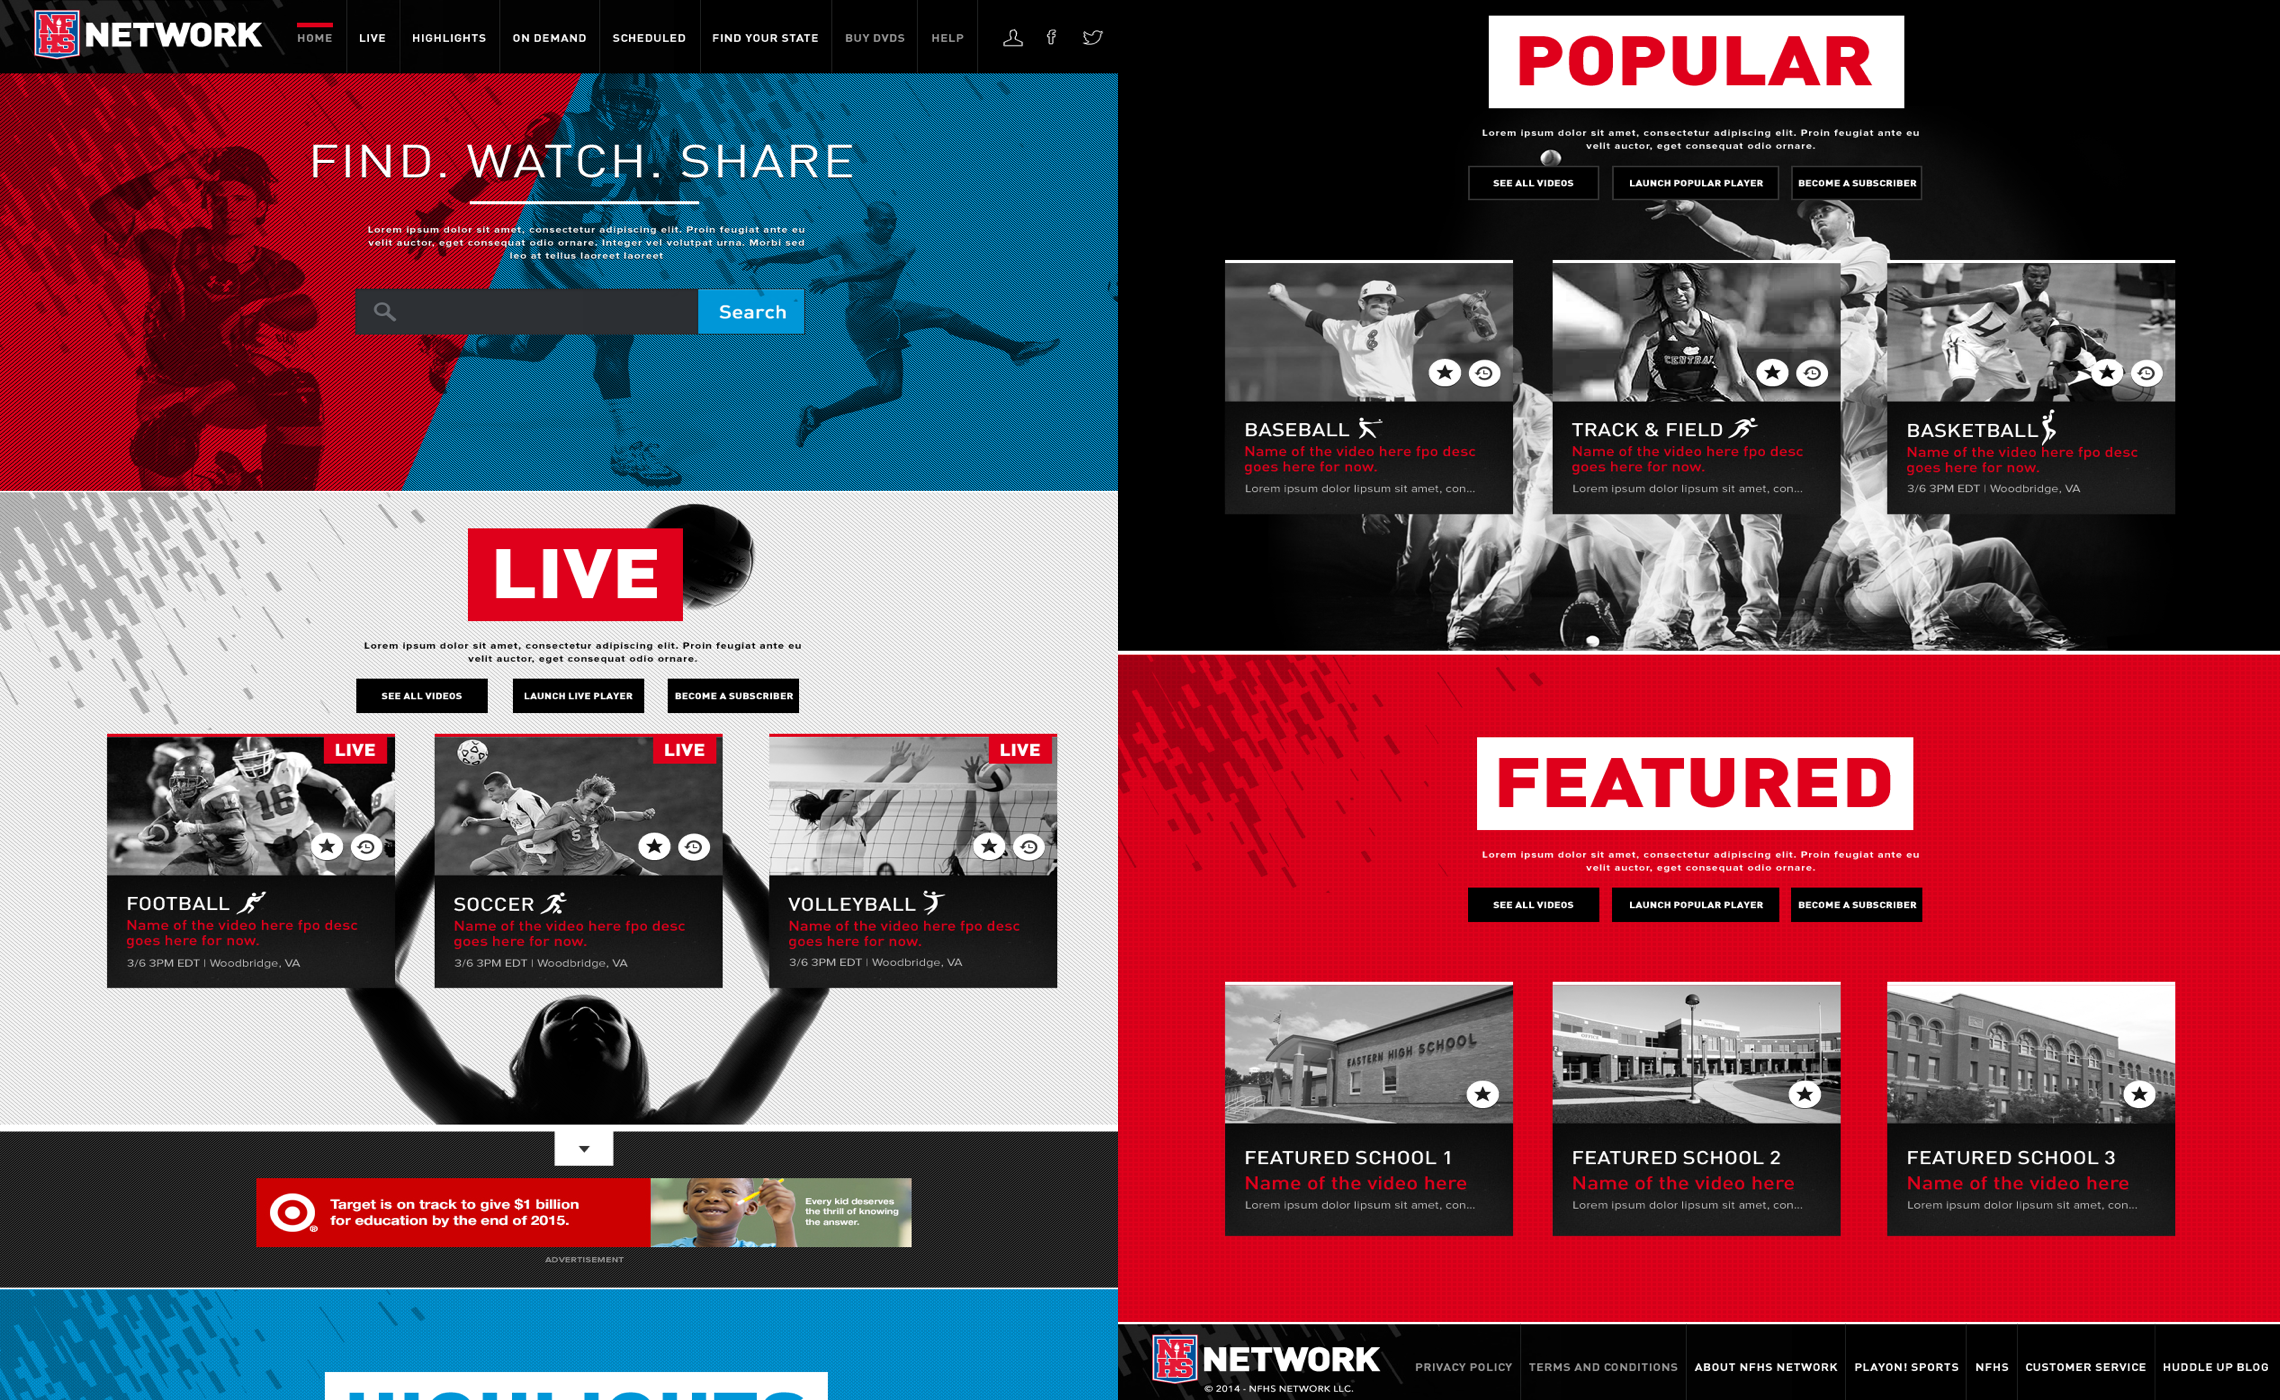 NFHS NETWORK
HOME
LIVE
HIGHLIGHTS
ON DEMAND
SCHEDULED
FIND YOUR STATE
BUY DVDS
HELP
FIND. WATCH. SHARE
Lorem ipsum dolor sit amet, consectetur adipiscing elit. Proin feugiat ante eu
velit auctor, eget consequat odio ornare. Integer vel volutpat urna. Morbi sed
leo at tellus laoreet laoreet
Search
LIVE
Lorem ipsum dolor sit amet, consectetur adipiscing elit. Proin feugiat ante eu
velit auctor, eget consequat odio ornare.
SEE ALL VIDEOS
LAUNCH LIVE PLAYER
BECOME A SUBSCRIBER
LIVE
16
FOOTBALL
Name of the video here fpo desc
goes here for now.
3/6 3PM EDT | Woodbridge, VA
LIVE
5
SOCCER
Name of the video here fpo desc
goes here for now.
3/6 3PM EDT | Woodbridge, VA
LIVE
VOLLEYBALL
Name of the video here fpo desc
goes here for now.
3/6 3PM EDT | Woodbridge, VA
Target is on track to give $1 billion
for education by the end of 2015.
Every kid deserves
the thrill of knowing
the answer.
ADVERTISEMENT
HIGHLIGHTS
POPULAR
Lorem ipsum dolor sit amet, consectetur adipiscing elit. Proin feugiat ante eu
velit auctor, eget consequat odio ornare.
SEE ALL VIDEOS
LAUNCH POPULAR PLAYER
BECOME A SUBSCRIBER
BASEBALL
Name of the video here fpo desc
goes here for now.
Lorem ipsum dolor lipsum sit amet, con...
CENTRAL
TRACK & FIELD
Name of the video here fpo desc
goes here for now.
Lorem ipsum dolor lipsum sit amet, con...
BASKETBALL
Name of the video here fpo desc
goes here for now.
3/6 3PM EDT | Woodbridge, VA
FEATURED
Lorem ipsum dolor sit amet, consectetur adipiscing elit. Proin feugiat ante eu
velit auctor, eget consequat odio ornare.
SEE ALL VIDEOS
LAUNCH POPULAR PLAYER
BECOME A SUBSCRIBER
EASTERN HIGH SCHOOL
FEATURED SCHOOL 1
Name of the video here
Lorem ipsum dolor lipsum sit amet, con...
OFFICE
FEATURED SCHOOL 2
Name of the video here
Lorem ipsum dolor lipsum sit amet, con...
FEATURED SCHOOL 3
Name of the video here
Lorem ipsum dolor lipsum sit amet, con...
NFHS NETWORK
© 2014 - NFHS NETWORK LLC.
PRIVACY POLICY
TERMS AND CONDITIONS
ABOUT NFHS NETWORK
PLAYON! SPORTS
NFHS
CUSTOMER SERVICE
HUDDLE UP BLOG